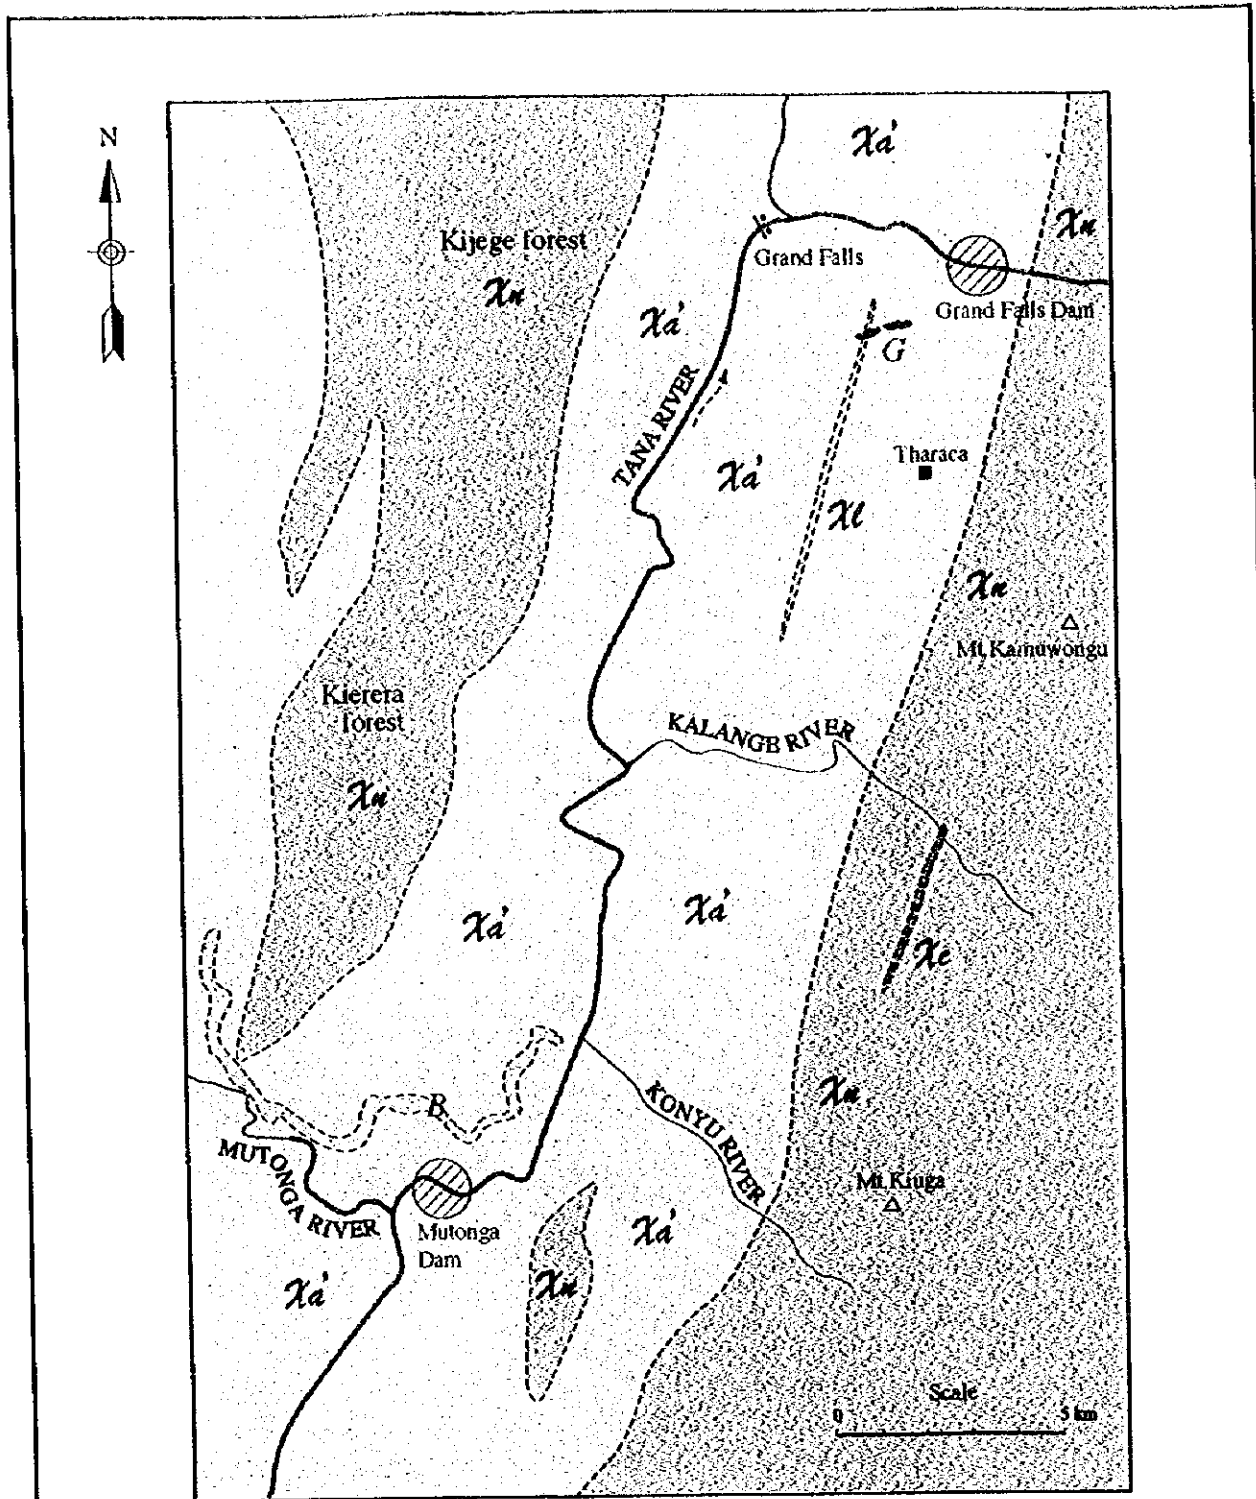 N
Xa'
Xn
Kijege forest
Xn
Grand Falls
Grand Falls Dam
Xa'
G
TANA RIVER
Tharaca
Xa'
Xl
Xn
Mt. Kamuwongu
Kierera
forest
KALANGE RIVER
Xn
Xa'
Xa'
Xe
Xn
B
KONYU RIVER
MUTONGA RIVER
Mt. Kiuga
Mutonga
Dam
Xa'
Xn
Xa'
Scale
0
5 km